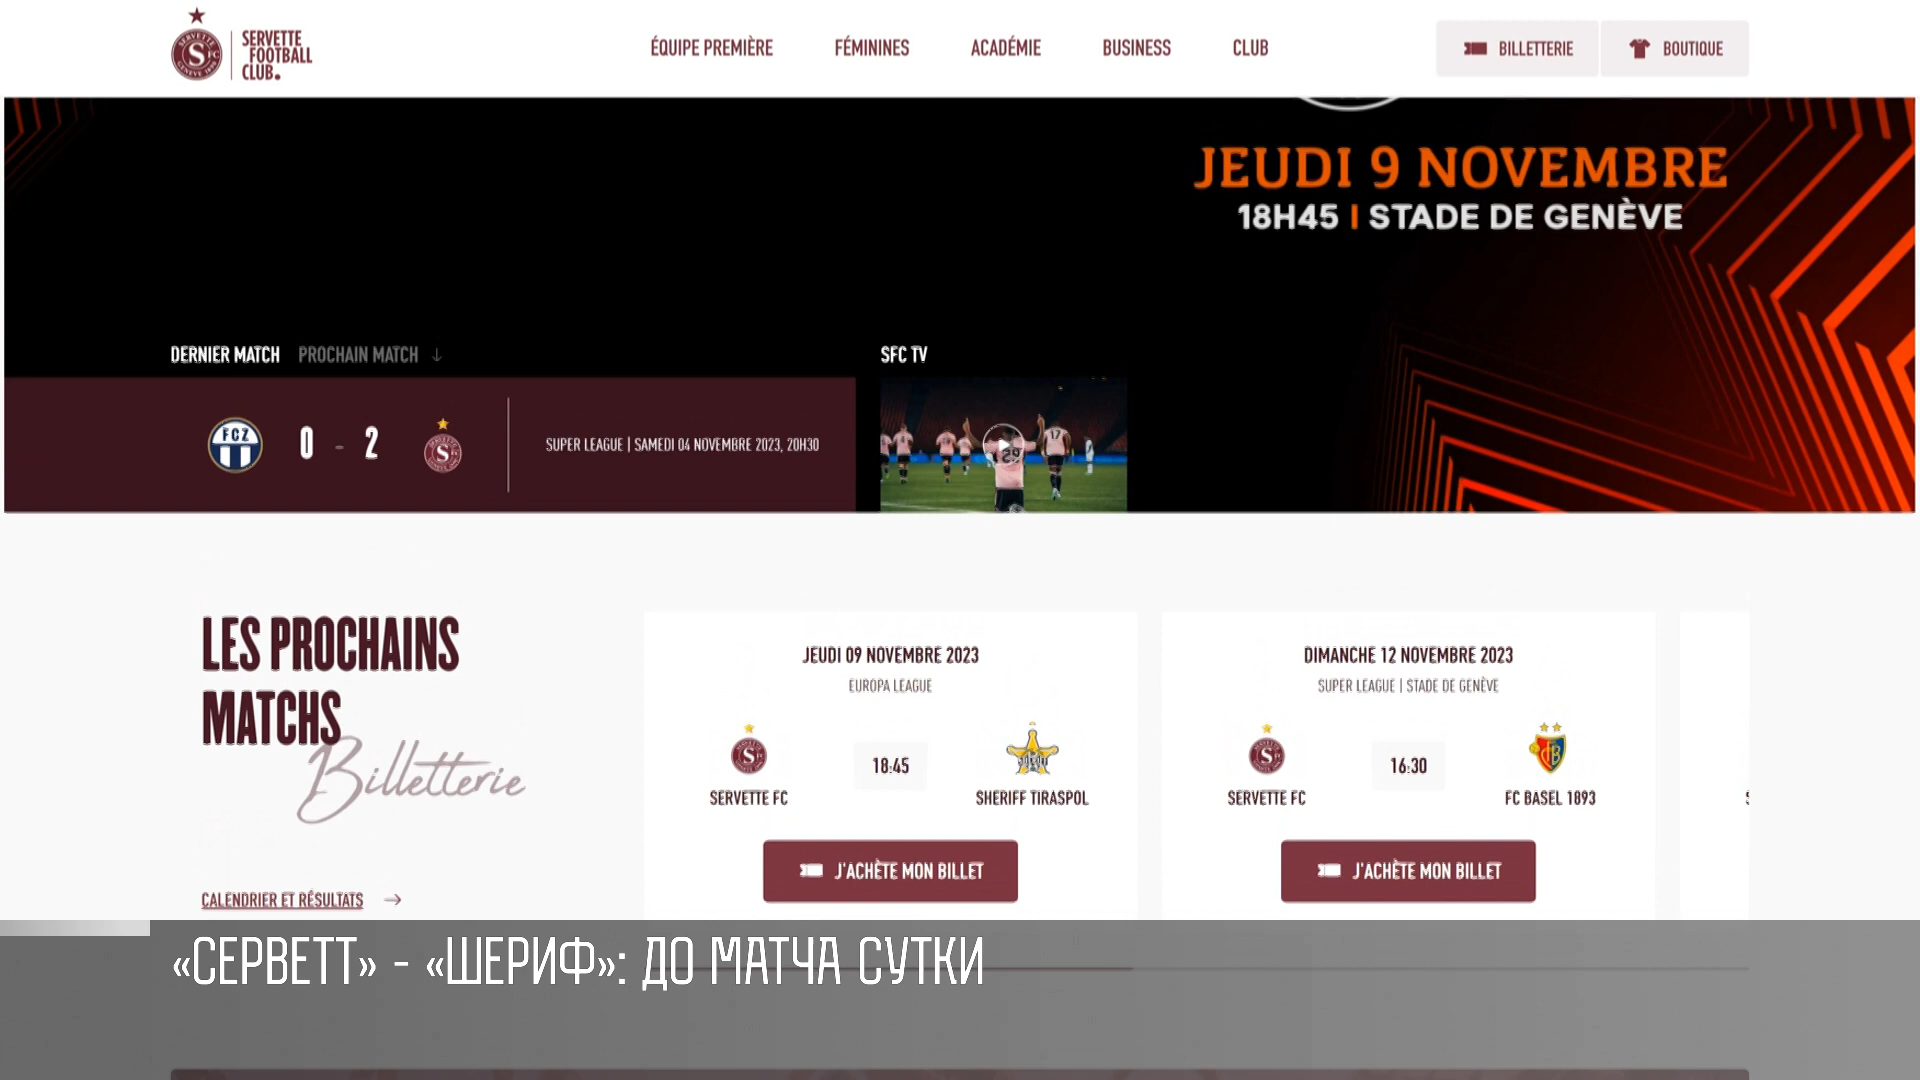 SERVETTE
FOOTBALL
CLUB.
ÉQUIPE PREMIÈRE
FÉMININES
ACADÉMIE
BUSINESS
CLUB
BILLETTERIE
BOUTIQUE
JEUDI 9 NOVEMBRE
18H45 | STADE DE GENÈVE
DERNIER MATCH
PROCHAIN MATCH
SFC TV
FCZ
0 - 2
SUPER LEAGUE | SAMEDI 04 NOVEMBRE 2023, 20H30
17
29
LES PROCHAINS
MATCHS
Billetterie
CALENDRIER ET RÉSULTATS
JEUDI 09 NOVEMBRE 2023
EUROPA LEAGUE
18:45
SERVETTE FC
SHERIFF TIRASPOL
J'ACHÈTE MON BILLET
DIMANCHE 12 NOVEMBRE 2023
SUPER LEAGUE | STADE DE GENÈVE
16:30
SERVETTE FC
FC BASEL 1893
J'ACHÈTE MON BILLET
«СЕРВЕТТ» - «ШЕРИФ»: ДО МАТЧА СУТКИ